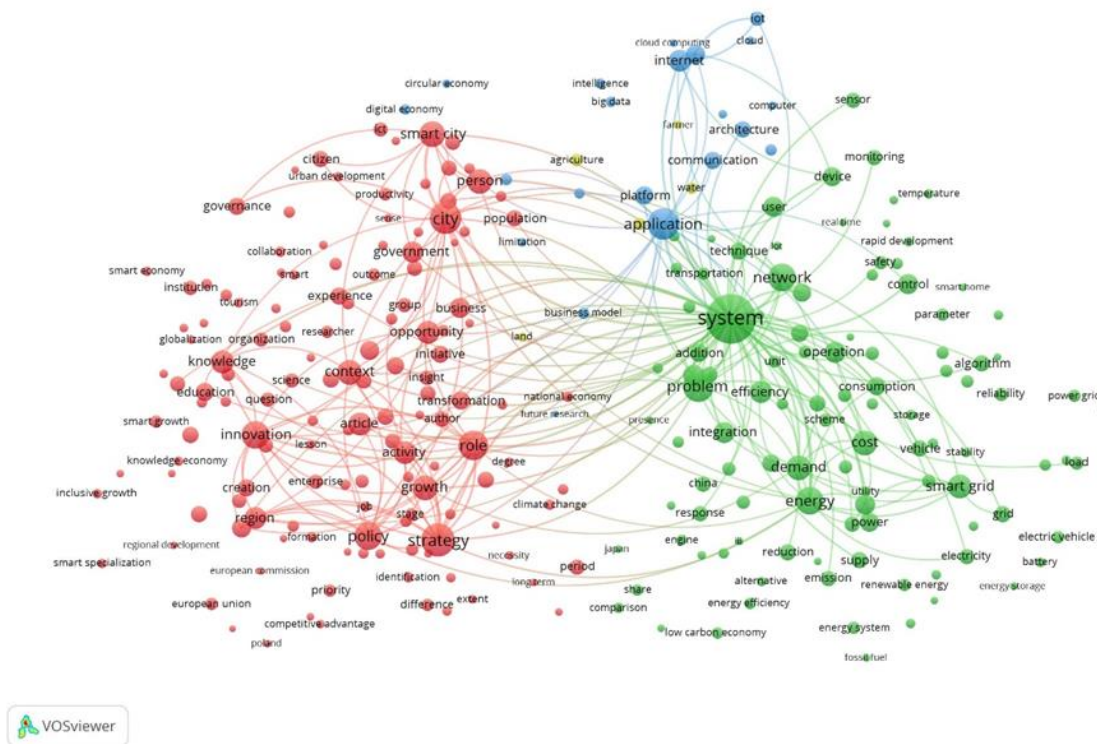 iot
cloud computing
cloud
internet
circular economy
intelligence
digital economy
big data
computer
sensor
ict
smart city
farmer
architecture
citizen
agriculture
communication
monitoring
urban development
person
device
productivity
platform
water
temperature
governance
city
population
application
user
real time
sense
limitation
collaboration
government
technique
iot
rapid development
smart economy
smart
outcome
transportation
network
safety
institution
experience
control
smart home
tourism
group
business
business model
system
parameter
globalization
organization
researcher
opportunity
land
knowledge
initiative
addition
unit
operation
algorithm
science
context
insight
problem
efficiency
consumption
reliability
power grid
education
question
transformation
national economy
smart growth
article
author
future research
presence
scheme
storage
innovation
lesson
activity
role
integration
cost
vehicle
stability
knowledge economy
degree
demand
load
inclusive growth
creation
enterprise
growth
china
energy
utility
smart grid
region
job
stage
climate change
response
power
grid
regional development
formation
policy
strategy
engine
japan
electric vehicle
smart specialization
necessity
reduction
supply
electricity
battery
european commission
identification
long term
period
alternative
emission
renewable energy
energy storage
european union
priority
difference
extent
share
comparison
energy efficiency
competitive advantage
low carbon economy
energy system
poland
fossil fuel
VOSviewer